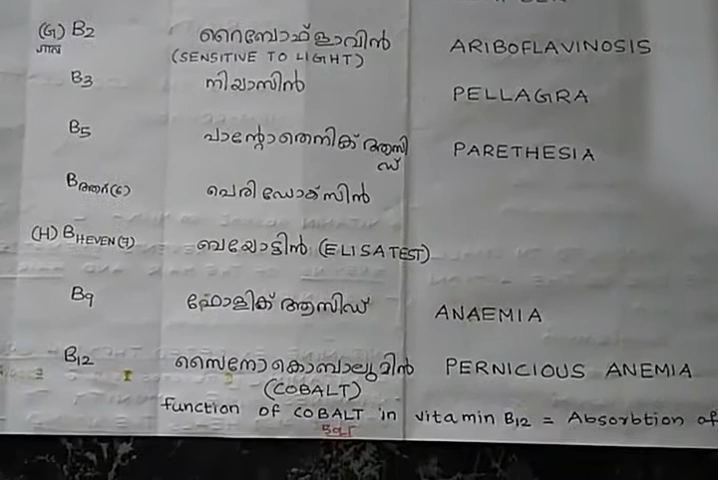 (G) B2 റൈബോഫ്ളാവിൻ ARIBOFLAVINOSIS
(SENSITIVE TO LIGHT)
B3 നിയാസിൻ PELLAGRA
B5 പാന്റോതെനിക് ആസി
ഡ് PARETHESIA
പെരിഡോക്സിൻ
(H) BHEVEN(7) ബയോട്ടിൻ (ELISA TEST)
B9 ഫോളിക് ആസിഡ് ANAEMIA
B12 സൈനോകൊബാലുമിൻ PERNICIOUS ANEMIA
(COBALT)
function OF COBALT in vitamin B12 = Absorbtion of